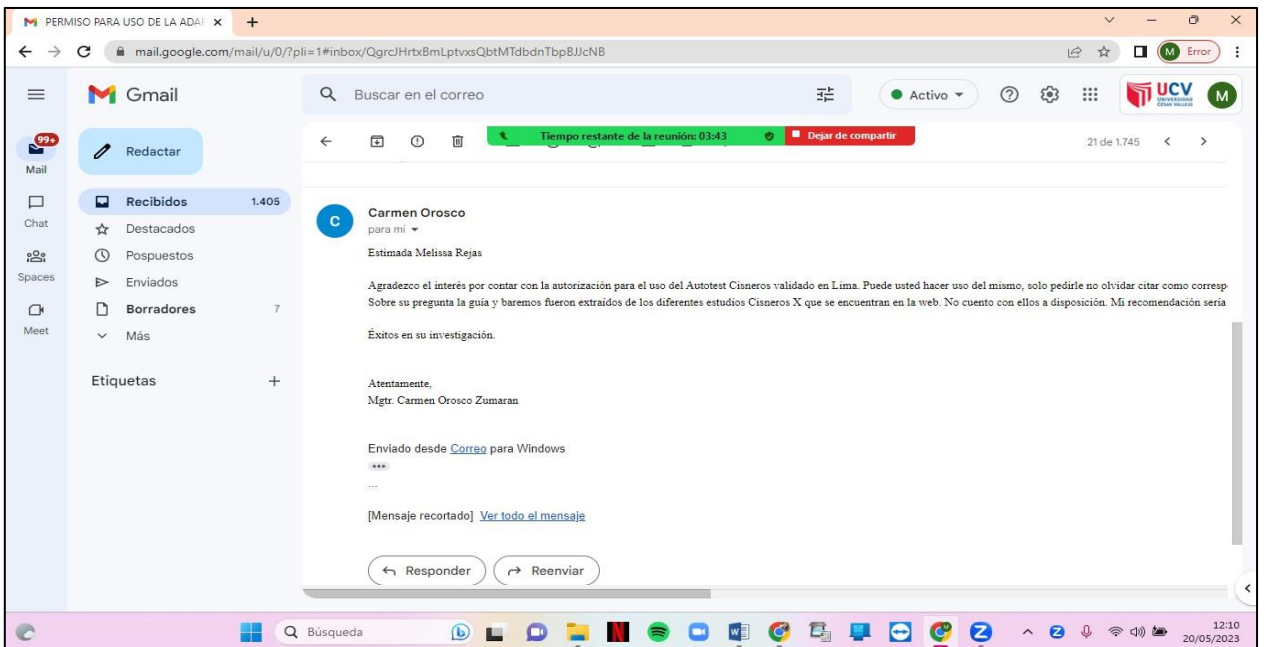 PERMISO PARA USO DE LA ADAP
mail.google.com/mail/u/0/?pli=1#inbox/QgrcJHrtxBmLptvxsQbtMTdbdnTbpBJJcNB
M Error
Gmail
Buscar en el correo
Activo
UCV
UNIVERSIDAD
CÉSAR VALLEJO
M
99+
Mail
Redactar
Tiempo restante de la reunión: 03:43
Dejar de compartir
21 de 1.745
Chat
Recibidos 1.405
Destacados
Spaces
Pospuestos
Enviados
Meet
Borradores 7
Más
Etiquetas
C
Carmen Orosco
para mí
Estimada Melissa Rejas
Agradezco el interés por contar con la autorización para el uso del Autotest Cisneros validado en Lima. Puede usted hacer uso del mismo, solo pedirle no olvidar citar como corresp
Sobre su pregunta la guía y baremos fueron extraídos de los diferentes estudios Cisneros X que se encuentran en la web. No cuento con ellos a disposición. Mi recomendación sería
Éxitos en su investigación.
Atentamente,
Mgtr. Carmen Orosco Zumaran
Enviado desde Correo para Windows
...
[Mensaje recortado] Ver todo el mensaje
Responder
Reenviar
Búsqueda
12:10
20/05/2023